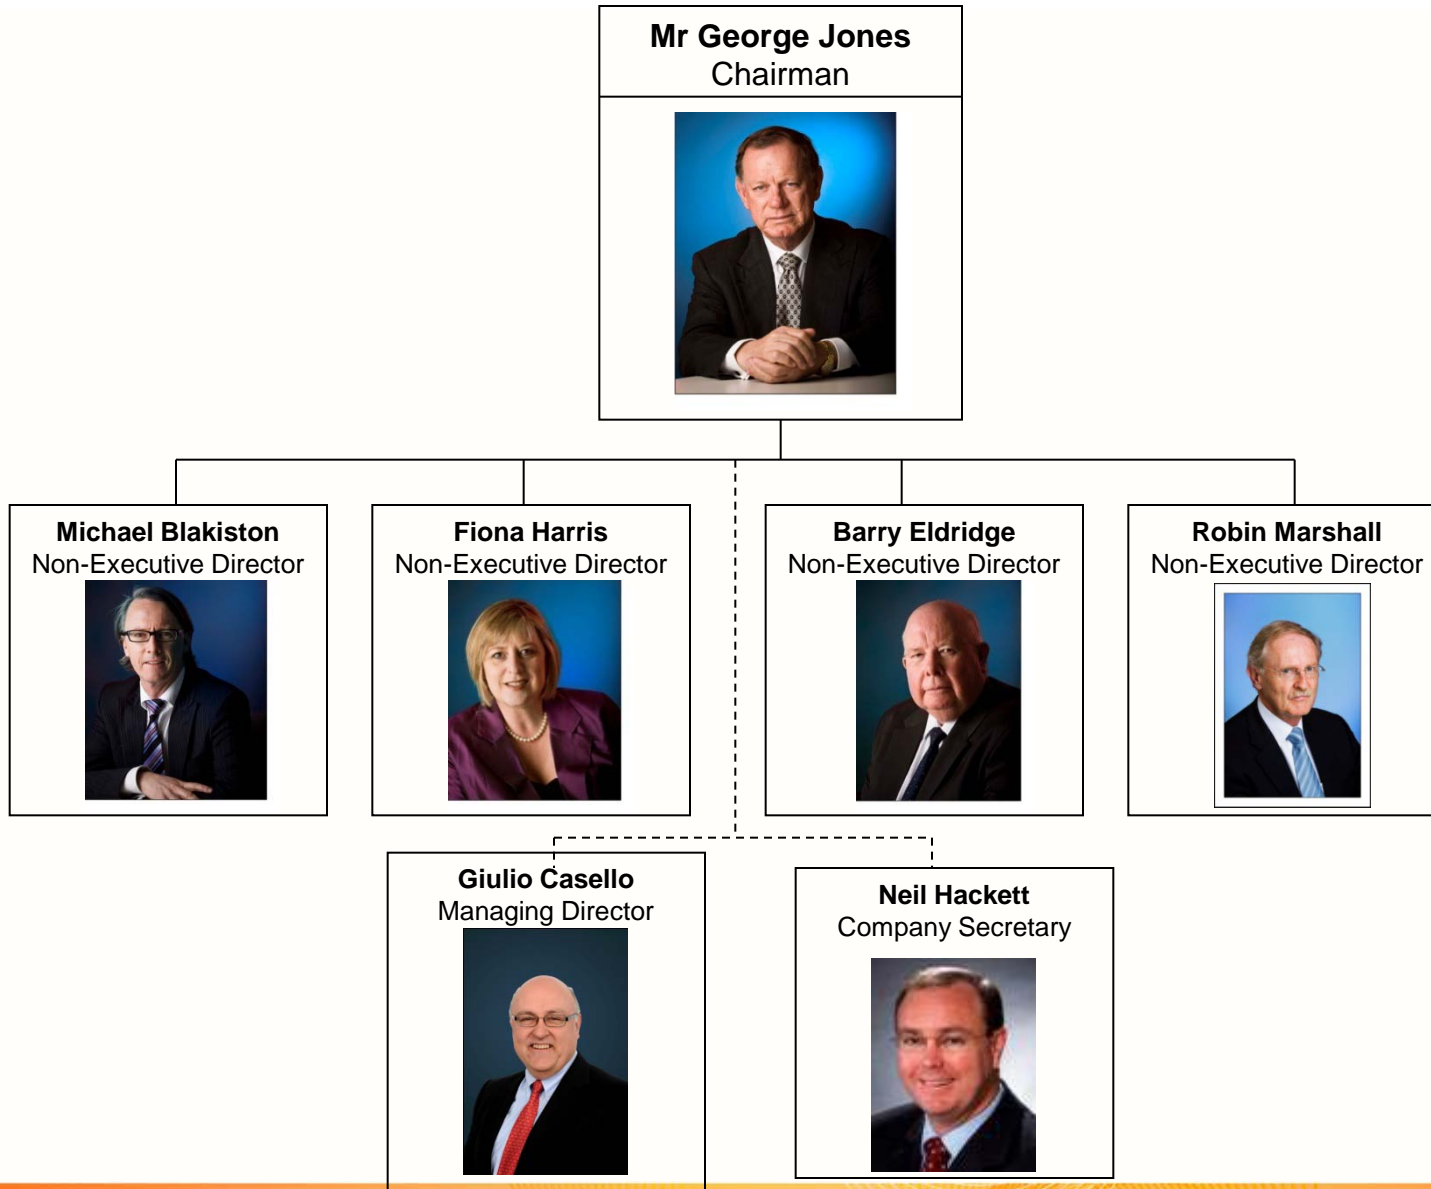 Mr George Jones
Chairman
Michael Blakiston
Non-Executive Director
Fiona Harris
Non-Executive Director
Barry Eldridge
Non-Executive Director
Robin Marshall
Non-Executive Director
Giulio Casello
Managing Director
Neil Hackett
Company Secretary